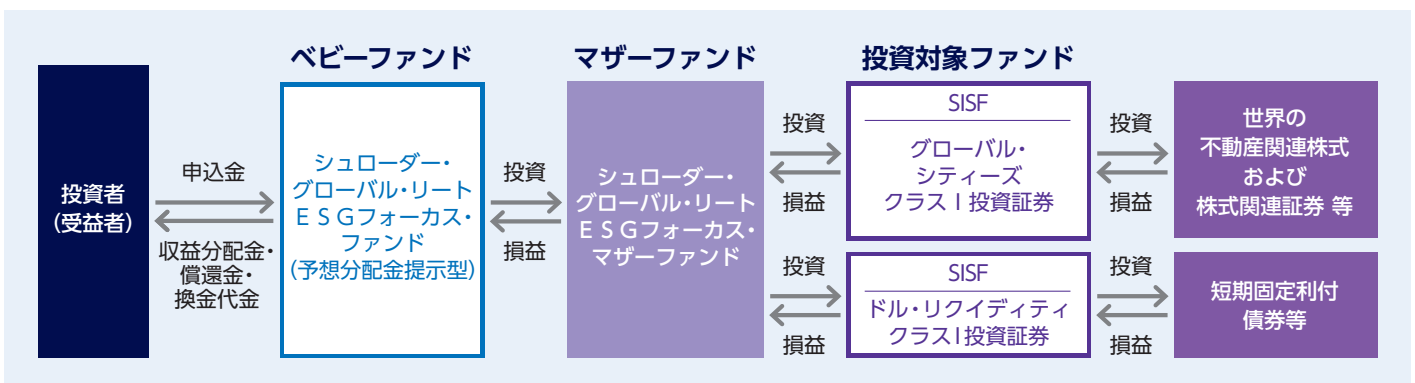 ベビーファンド
マザーファンド
投資対象ファンド
投資者
(受益者)
申込金
収益分配金・
償還金・
換金代金
シュローダー・
グローバル・リート
ＥＳＧフォーカス・
ファンド
(予想分配金提示型)
投資
損益
シュローダー・
グローバル・リート
ＥＳＧフォーカス・
マザーファンド
投資
損益
SISF
グローバル・
シティーズ
クラスＩ投資証券
投資
損益
世界の
不動産関連株式
および
株式関連証券 等
投資
損益
SISF
ドル・リクイディティ
クラスI投資証券
投資
損益
短期固定利付
債券等